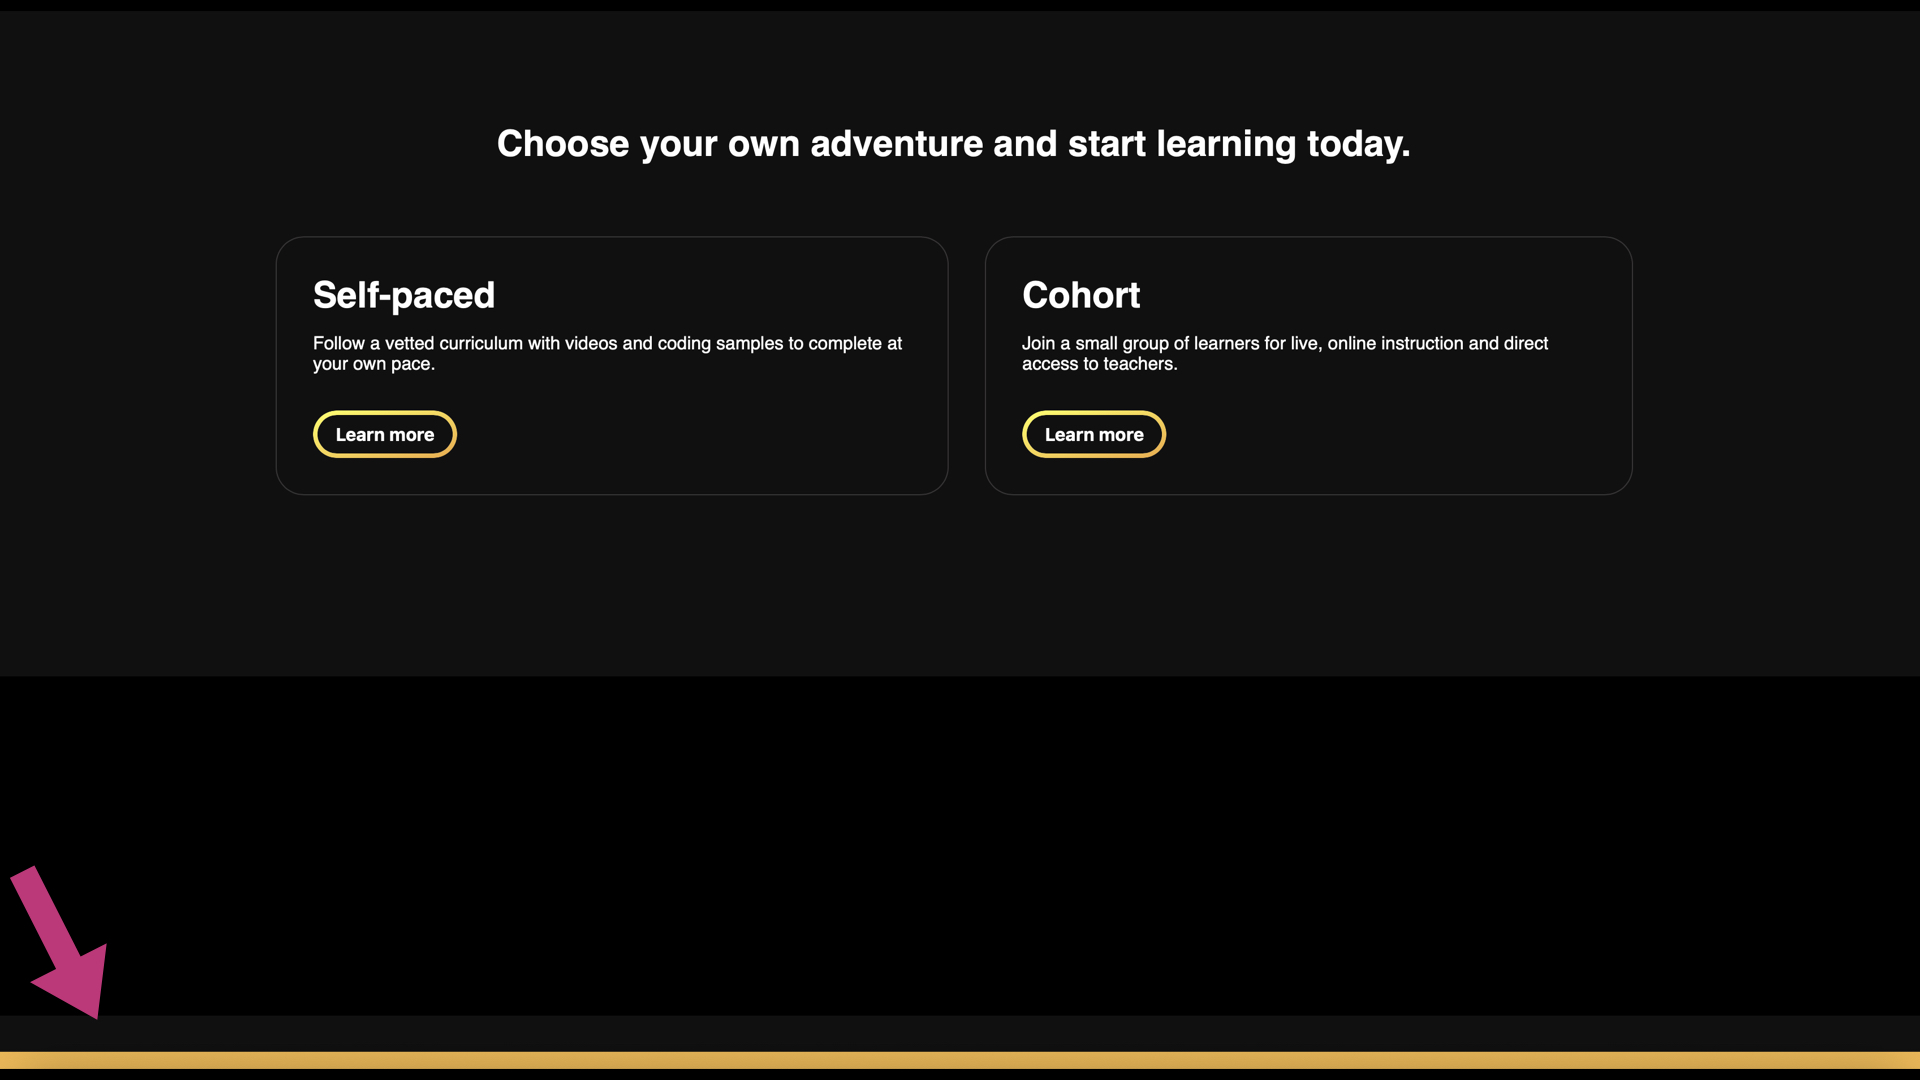 Choose your own adventure and start learning today.
Self-paced
Follow a vetted curriculum with videos and coding samples to complete at
your own pace.
Learn more
Cohort
Join a small group of learners for live, online instruction and direct
access to teachers.
Learn more